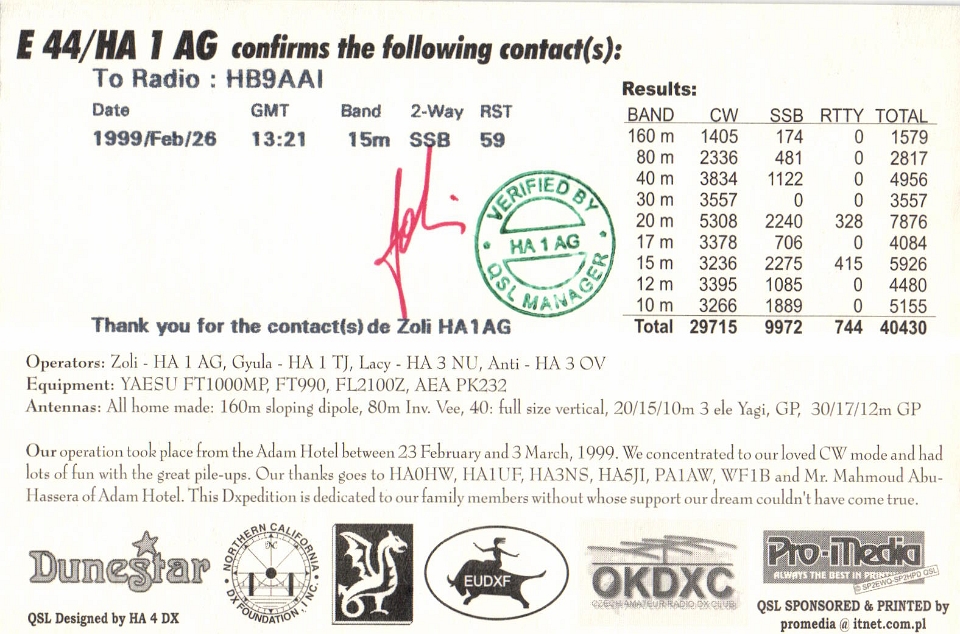 E 44/HA 1 AG confirms the following contact(s):
To Radio : HB9AAI
Date GMT Band 2-Way RST
1999/Feb/26 13:21 15m SSB 59
Thank you for the contact(s) de Zoli HA1AG
Zoli
VERIFIED BY
HA 1 AG
QSL MANAGER
Results:
BAND CW SSB RTTY TOTAL
160 m 1405 174 0 1579
80 m 2336 481 0 2817
40 m 3834 1122 0 4956
30 m 3557 0 0 3557
20 m 5308 2240 328 7876
17 m 3378 706 0 4084
15 m 3236 2275 415 5926
12 m 3395 1085 0 4480
10 m 3266 1889 0 5155
Total 29715 9972 744 40430
Operators: Zoli - HA 1 AG, Gyula - HA 1 TJ, Lacy - HA 3 NU, Anti - HA 3 OV
Equipment: YAESU FT1000MP, FT990, FL2100Z, AEA PK232
Antennas: All home made: 160m sloping dipole, 80m Inv. Vee, 40: full size vertical, 20/15/10m 3 ele Yagi, GP, 30/17/12m GP
Our operation took place from the Adam Hotel between 23 February and 3 March, 1999. We concentrated to our loved CW mode and had
lots of fun with the great pile-ups. Our thanks goes to HA0HW, HA1UF, HA3NS, HA5JI, PA1AW, WF1B and Mr. Mahmoud Abu-
Hassera of Adam Hotel. This Dxpedition is dedicated to our family members without whose support our dream couldn't have come true.
DUNESTAR
QSL Designed by HA 4 DX
NORTHERN CALIFORNIA
DX FOUNDATION, INC.
EUDXF
OKDXC
CZECH AMATEUR RADIO DX CLUB
Pro-iMedia
ALWAYS THE BEST IN
© SP2EWQ-SP2HPD QSL
QSL SPONSORED & PRINTED by
promedia @ itnet.com.pl